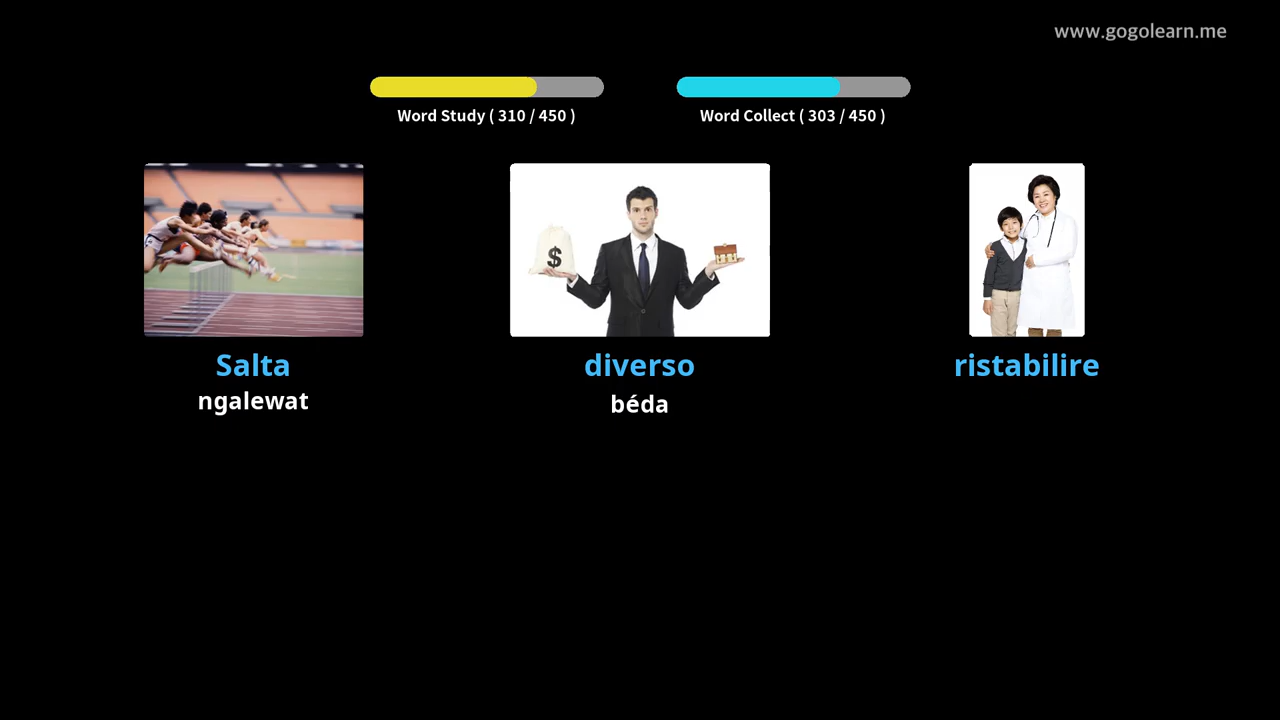 www.gogolearn.me
Word Study ( 310 / 450 )
Word Collect ( 303 / 450 )
$
Salta
ngalewat
diverso
béda
ristabilire